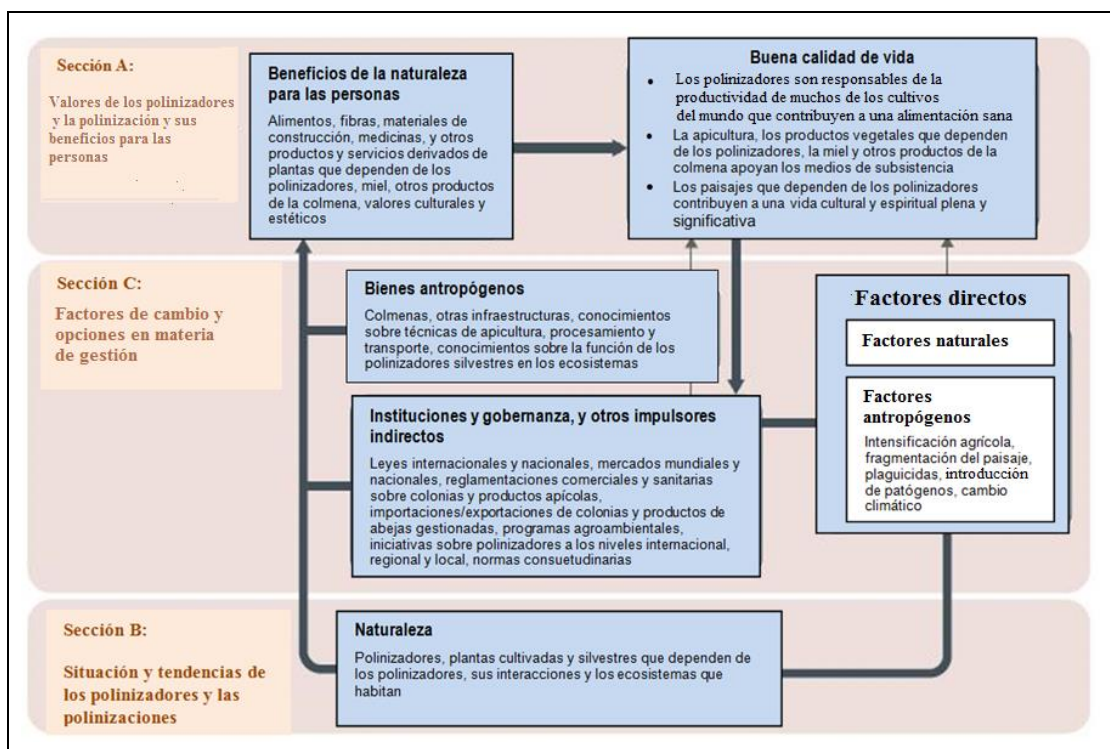 Sección A:
Valores de los polinizadores
y la polinización y sus
beneficios para las
personas
Beneficios de la naturaleza
para las personas
Alimentos, fibras, materiales de
construcción, medicinas, y otros
productos y servicios derivados de
plantas que dependen de los
polinizadores, miel, otros productos
de la colmena, valores culturales y
estéticos
Buena calidad de vida
• Los polinizadores son responsables de la
productividad de muchos de los cultivos
del mundo que contribuyen a una alimentación sana
• La apicultura, los productos vegetales que dependen
de los polinizadores, la miel y otros productos de la
colmena apoyan los medios de subsistencia
• Los paisajes que dependen de los polinizadores
contribuyen a una vida cultural y espiritual plena y
significativa
Sección C:
Factores de cambio y
opciones en materia
de gestión
Bienes antropógenos
Colmenas, otras infraestructuras, conocimientos
sobre técnicas de apicultura, procesamiento y
transporte, conocimientos sobre la función de los
polinizadores silvestres en los ecosistemas
Instituciones y gobernanza, y otros impulsores
indirectos
Leyes internacionales y nacionales, mercados mundiales y
nacionales, reglamentaciones comerciales y sanitarias
sobre colonias y productos apícolas,
importaciones/exportaciones de colonias y productos de
abejas gestionadas, programas agroambientales,
iniciativas sobre polinizadores a los niveles internacional,
regional y local, normas consuetudinarias
Factores directos
Factores naturales
Factores
antropógenos
Intensificación agrícola,
fragmentación del paisaje,
plaguicidas, introducción
de patógenos, cambio
climático
Sección B:
Situación y tendencias de
los polinizadores y las
polinizaciones
Naturaleza
Polinizadores, plantas cultivadas y silvestres que dependen de
los polinizadores, sus interacciones y los ecosistemas que
habitan